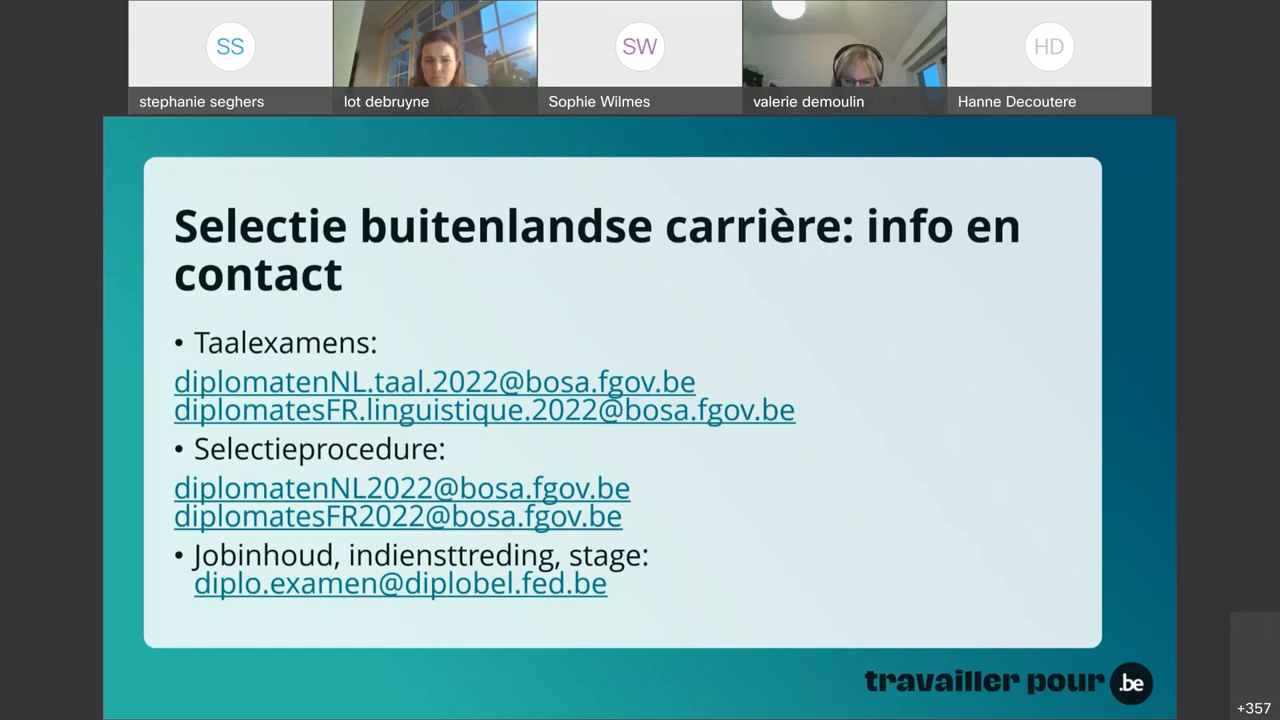 SS
SW
HD
stephanie seghers
lot debruyne
Sophie Wilmes
valerie demoulin
Hanne Decoutere
Selectie buitenlandse carrière: info en
contact
• Taalexamens:
diplomatenNL.taal.2022@bosa.fgov.be
diplomatesFR.linguistique.2022@bosa.fgov.be
• Selectieprocedure:
diplomatenNL2022@bosa.fgov.be
diplomatesFR2022@bosa.fgov.be
• Jobinhoud, indiensttreding, stage:
diplo.examen@diplobel.fed.be
travailler pour .be
+357